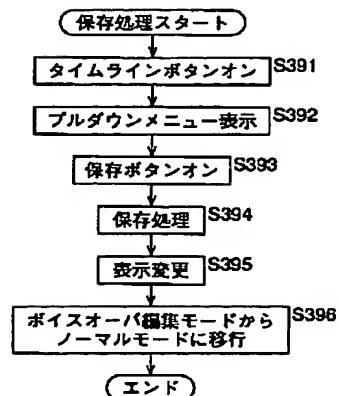 保存処理スタート
タイムラインボタンオン S391
プルダウンメニュー表示 S392
保存ボタンオン S393
保存処理 S394
表示変更 S395
ボイスオーバ編集モードから S396
ノーマルモードに移行
エンド